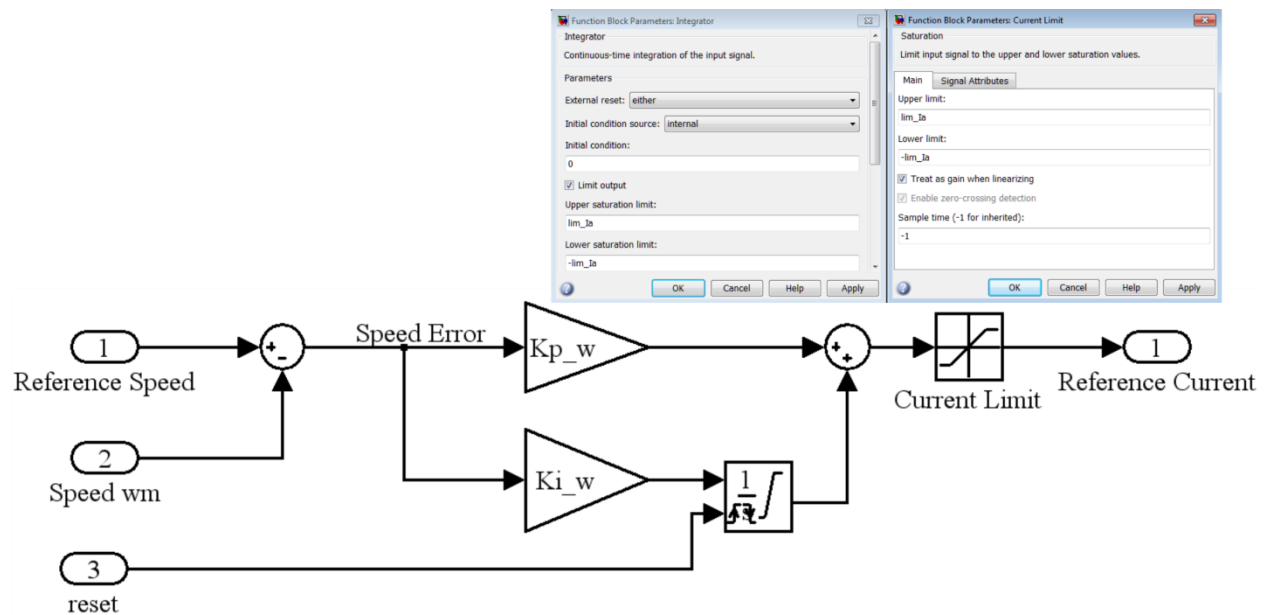 Function Block Parameters: Integrator
Integrator
Continuous-time integration of the input signal.
Parameters
External reset: either
Initial condition source: internal
Initial condition:
0
Limit output
Upper saturation limit:
lim_Ia
Lower saturation limit:
-lim_Ia
OK Cancel Help Apply
Function Block Parameters: Current Limit
Saturation
Limit input signal to the upper and lower saturation values.
Main Signal Attributes
Upper limit:
lim_Ia
Lower limit:
-lim_Ia
Treat as gain when linearizing
Enable zero-crossing detection
Sample time (-1 for inherited):
-1
OK Cancel Help Apply
1
Reference Speed
+
-
Speed Error
Kp_w
+
+
Current Limit
1
Reference Current
2
Speed wm
Ki_w
1
s
3
reset